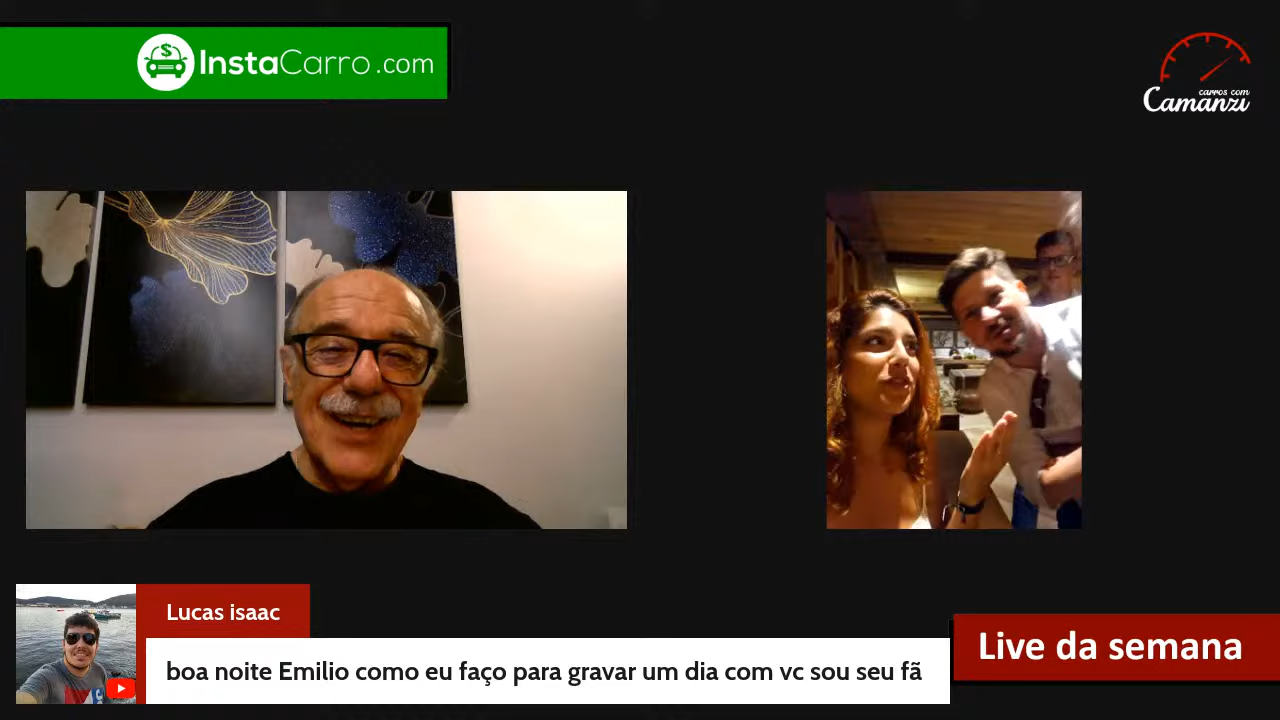 InstaCarro.com
carros com
Camanzi
Lucas isaac
boa noite Emilio como eu faço para gravar um dia com vc sou seu fã
Live da semana